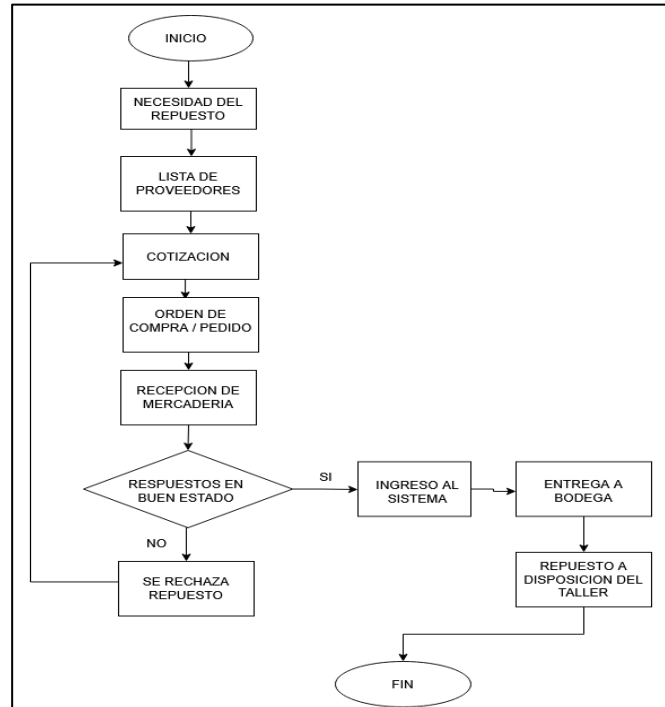 INICIO
NECESIDAD DEL
REPUESTO
LISTA DE
PROVEEDORES
COTIZACION
ORDEN DE
COMPRA / PEDIDO
RECEPCION DE
MERCADERIA
RESPUESTOS EN
BUEN ESTADO
SI
INGRESO AL
SISTEMA
ENTREGA A
BODEGA
NO
SE RECHAZA
REPUESTO
REPUESTO A
DISPOSICION DEL
TALLER
FIN